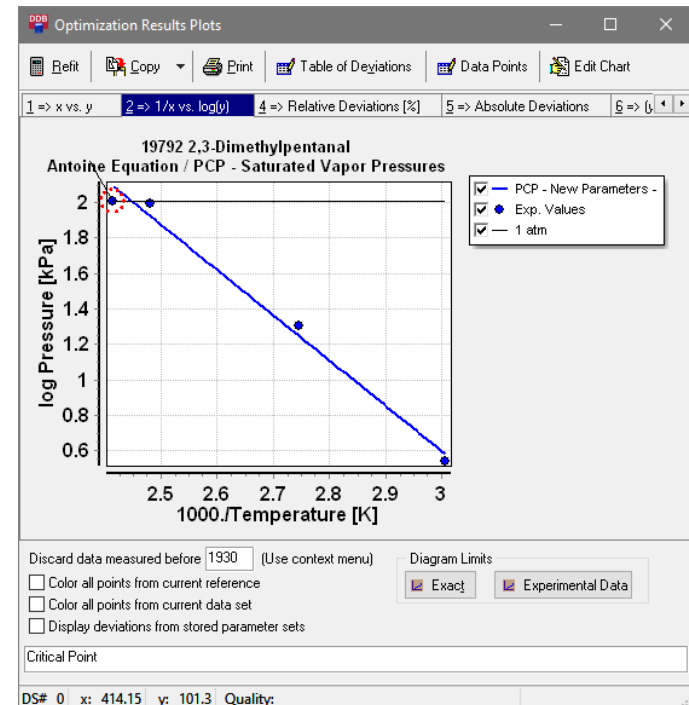 DDB Optimization Results Plots
Refit Copy Print Table of Deviations Data Points Edit Chart
1 => x vs. y 2 => 1/x vs. log(y) 4 => Relative Deviations [%] 5 => Absolute Deviations 6 => (y
19792 2,3-Dimethylpentanal
Antoine Equation / PCP - Saturated Vapor Pressures
PCP - New Parameters -
Exp. Values
1 atm
log Pressure [kPa]
2
1.8
1.6
1.4
1.2
1
0.8
0.6
2.5 2.6 2.7 2.8 2.9 3
1000./Temperature [K]
Discard data measured before 1930 (Use context menu)
Color all points from current reference
Color all points from current data set
Display deviations from stored parameter sets
Diagram Limits
Exact Experimental Data
Critical Point
DS# 0 x: 414.15 y: 101.3 Quality: